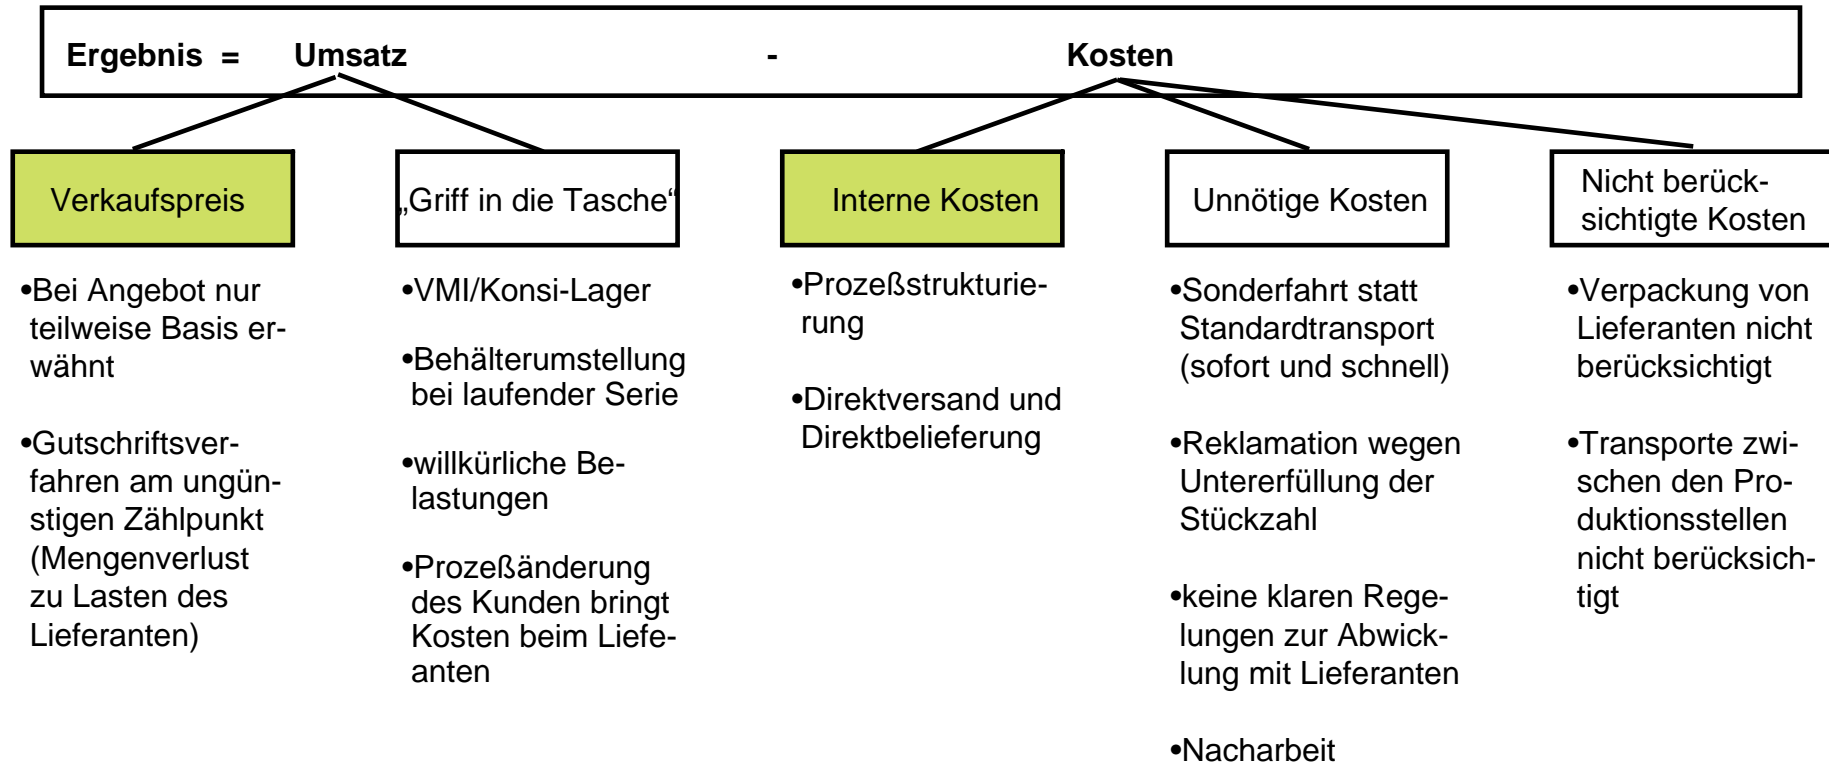 Ergebnis = Umsatz - Kosten
Verkaufspreis
•Bei Angebot nur
teilweise Basis er-
wähnt
•Gutschriftsver-
fahren am ungün-
stigen Zählpunkt
(Mengenverlust
zu Lasten des
Lieferanten)
„Griff in die Tasche“
•VMI/Konsi-Lager
•Behälterumstellung
bei laufender Serie
•willkürliche Be-
lastungen
•Prozeßänderung
des Kunden bringt
Kosten beim Liefe-
anten
Interne Kosten
•Prozeßstrukturie-
rung
•Direktversand und
Direktbelieferung
Unnötige Kosten
•Sonderfahrt statt
Standardtransport
(sofort und schnell)
•Reklamation wegen
Untererfüllung der
Stückzahl
•keine klaren Rege-
lungen zur Abwick-
lung mit Lieferanten
•Nacharbeit
Nicht berück-
sichtigte Kosten
•Verpackung von
Lieferanten nicht
berücksichtigt
•Transporte zwi-
schen den Pro-
duktionsstellen
nicht berücksich-
tigt